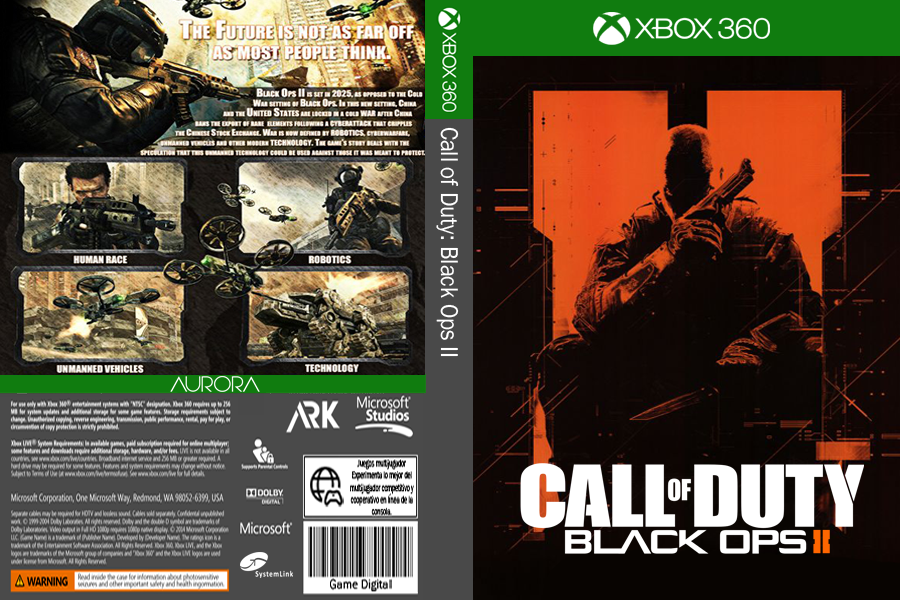 THE FUTURE IS NOT AS FAR OFF
AS MOST PEOPLE THINK.
BLACK OPS II IS SET IN 2025, AS OPPOSED TO THE COLD
WAR SETTING OF BLACK OPS. IN THIS NEW SETTING, CHINA
AND THE UNITED STATES ARE LOCKED IN A COLD WAR AFTER CHINA
BANS THE EXPORT OF RARE ELEMENTS FOLLOWING A CYBERATTACK THAT CRIPPLES
THE CHINESE STOCK EXCHANGE. WAR IS NOW DEFINED BY ROBOTICS, CYBERWARFARE,
UNMANNED VEHICLES AND OTHER MODERN TECHNOLOGY. THE GAME'S STORY DEALS WITH THE
SPECULATION THAT THIS UNMANNED TECHNOLOGY COULD BE USED AGAINST THOSE IT WAS MEANT TO PROTECT.
HUMAN RACE
ROBOTICS
UNMANNED VEHICLES
TECHNOLOGY
AURORA
For use only with Xbox 360® entertainment systems with "NTSC" designation. Xbox 360 requires up to 256
MB for system updates and additional storage for some game features. Storage requirements subject to
change. Unauthorized copying, reverse engineering, transmission, public performance, rental, pay for play, or
circumvention of copy protection is strictly prohibited.
Xbox LIVE® System Requirements: In available games, paid subscription required for online multiplayer;
some features and downloads require additional storage, hardware, and/or fees. LIVE is not available in all
countries, see www.xbox.com/live/countries. Broadband internet service and 256 MB or greater required. A
hard drive may be required for some features. Features and system requirements may change without notice.
Subject to Terms of Use (at www.xbox.com/live/termsofuse). See www.xbox.com/live for full details.
Microsoft Corporation, One Microsoft Way, Redmond, WA 98052-6399, USA
Separate cables may be required for HDTV and lossless sound. Cables sold separately. Confidential unpublished
work. © 1999-2004 Dolby Laboratories. All rights reserved. Dolby and the double-D symbol are trademarks of
Dolby Laboratories. Video output in Full HD 1080p requires 1080p native display. © 2014 Microsoft Corporation
LLC. (Game Name) is a trademark of (Publisher Name). Developed by (Developer Name). The ratings icon is a
trademark of the Entertainment Software Association. All Rights Reserved. Xbox 360, Xbox LIVE, and the Xbox
logos are trademarks of the Microsoft group of companies and "Xbox 360" and the Xbox LIVE logos are used
under license from Microsoft. All Rights Reserved.
WARNING
Read inside the case for information about photosensitive
seizures and other important safety and health ingormation.
ARK
Microsoft®
Studios
Supports Parental Controls
DOLBY
DIGITAL
Microsoft®
SystemLink
Juegos multijugador
Experimenta lo mejor del
multijugador competitivo y
cooperativo en línea de la
consola.
Game Digital
XBOX 360
Call of Duty: Black Ops II
XBOX 360
CALL OF DUTY
BLACK OPS II